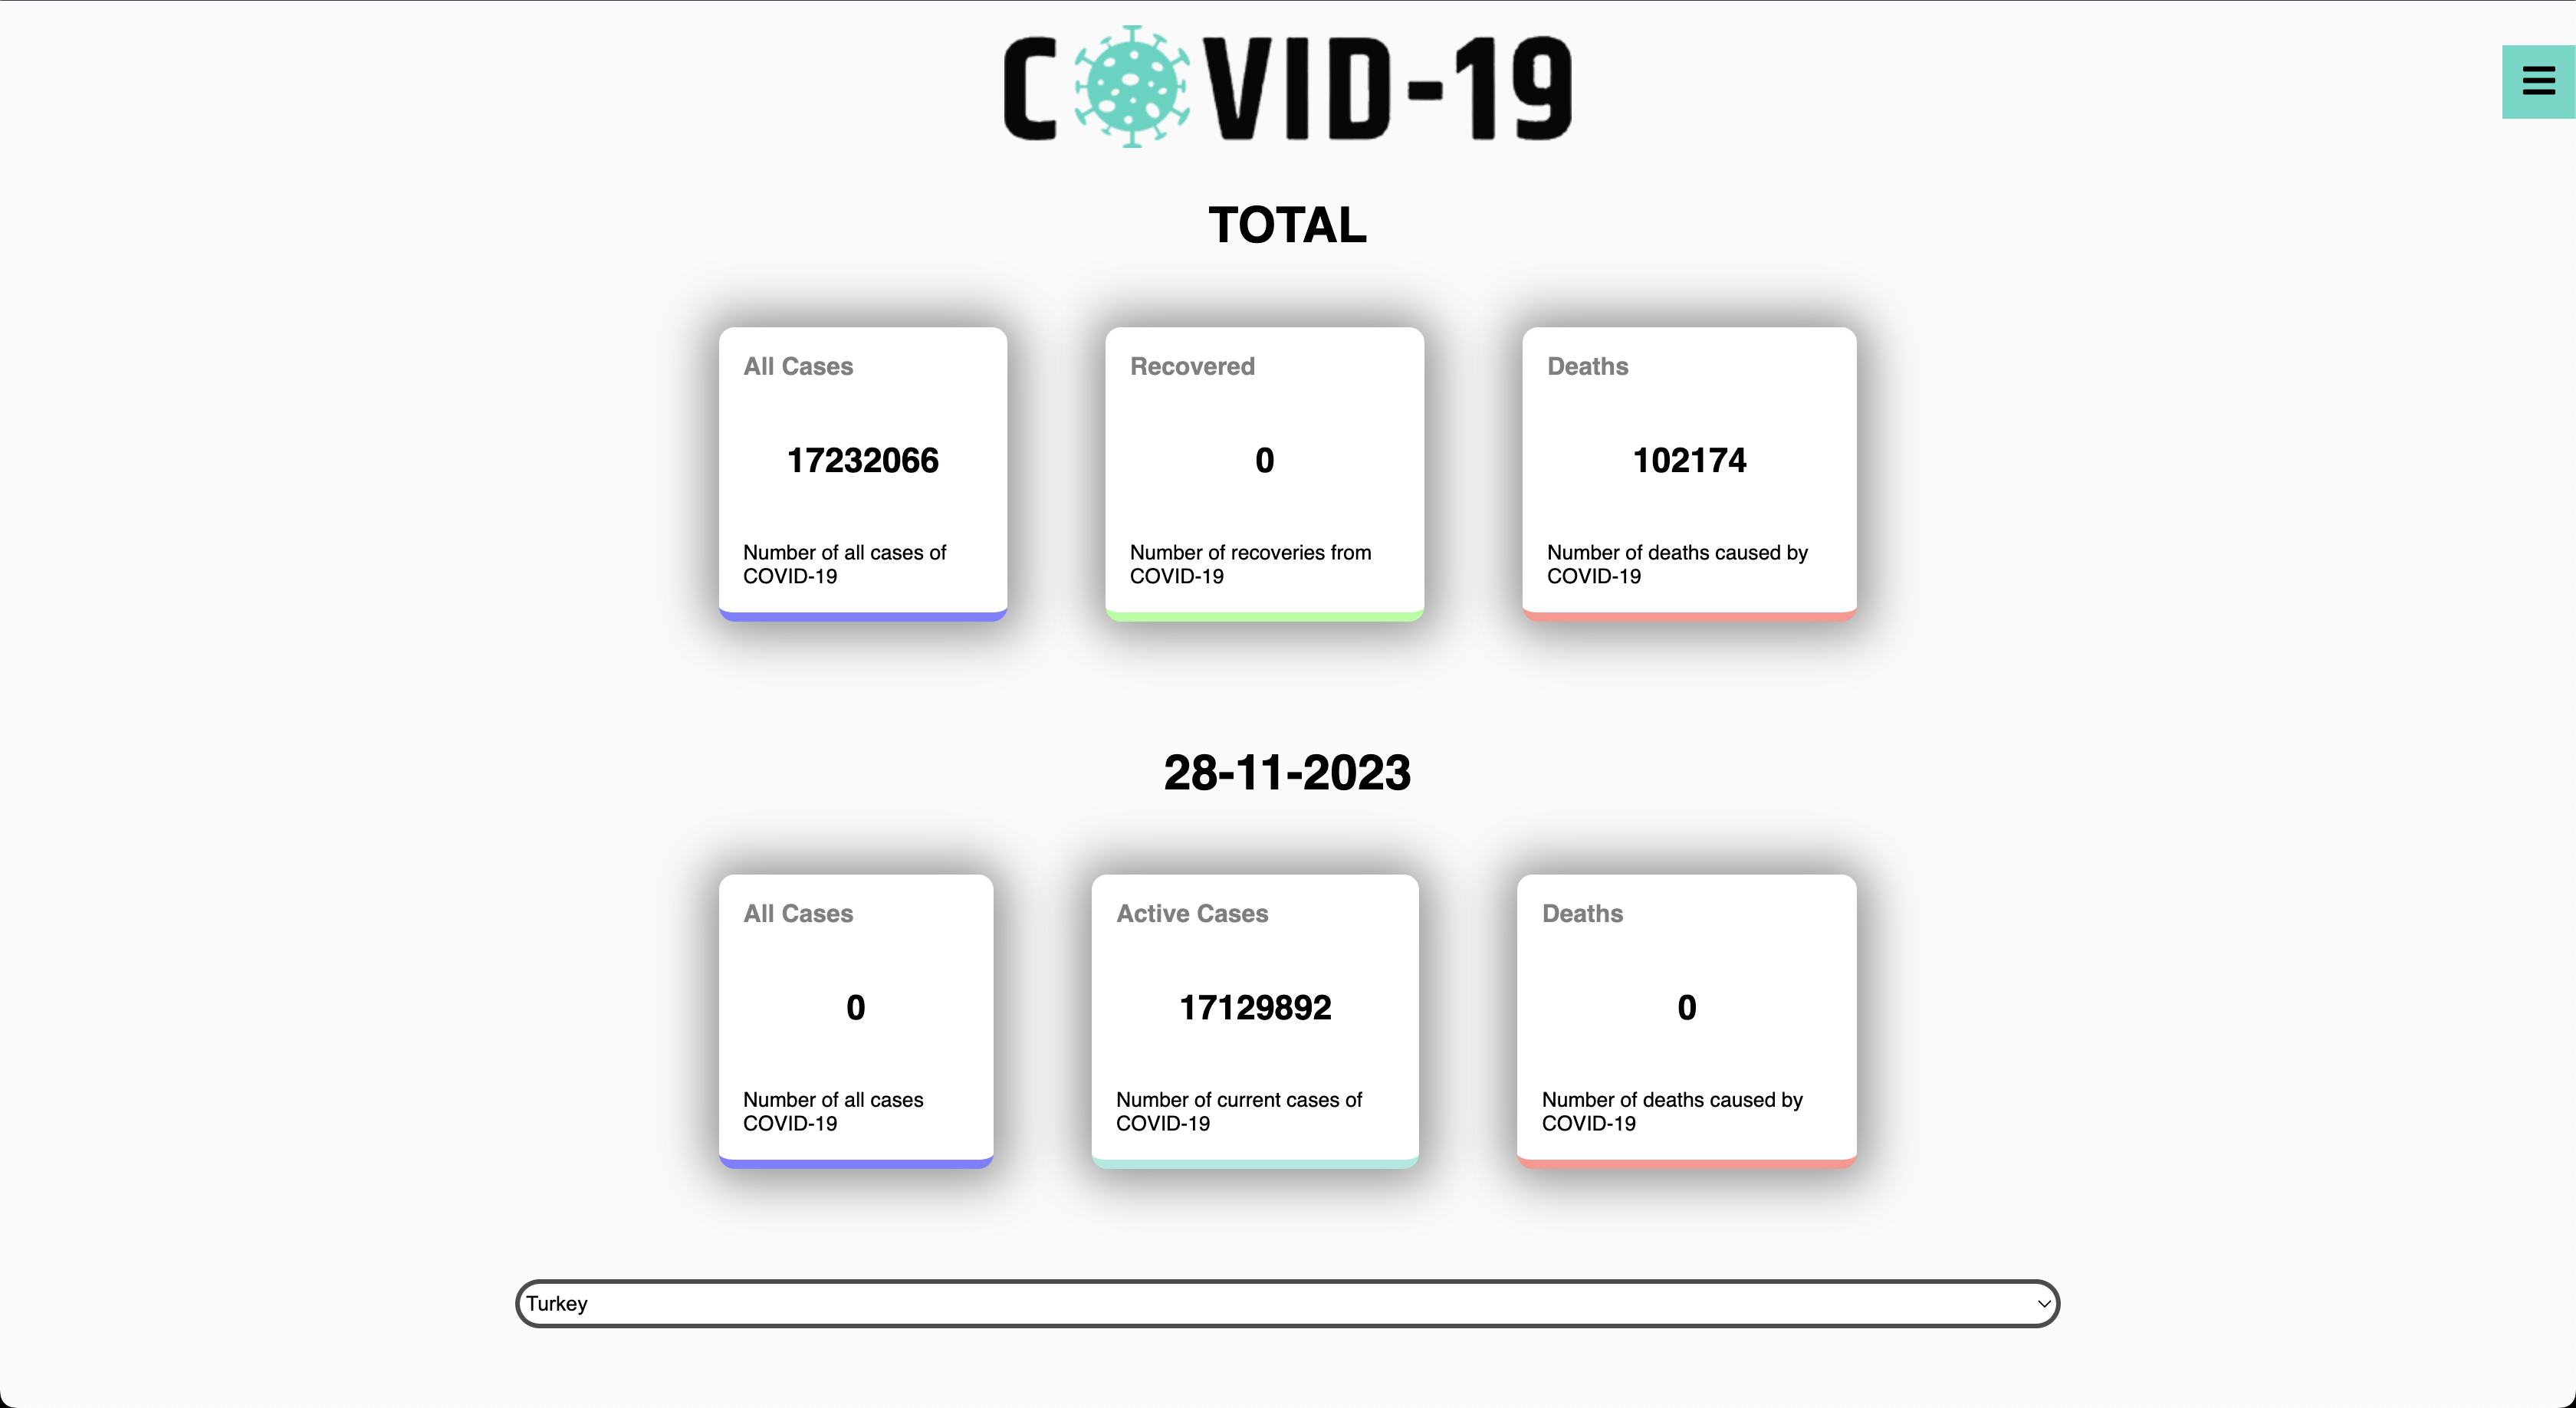 COVID-19
TOTAL
All Cases
17232066
Number of all cases of
COVID-19
Recovered
0
Number of recoveries from
COVID-19
Deaths
102174
Number of deaths caused by
COVID-19
28-11-2023
All Cases
0
Number of all cases
COVID-19
Active Cases
17129892
Number of current cases of
COVID-19
Deaths
0
Number of deaths caused by
COVID-19
Turkey